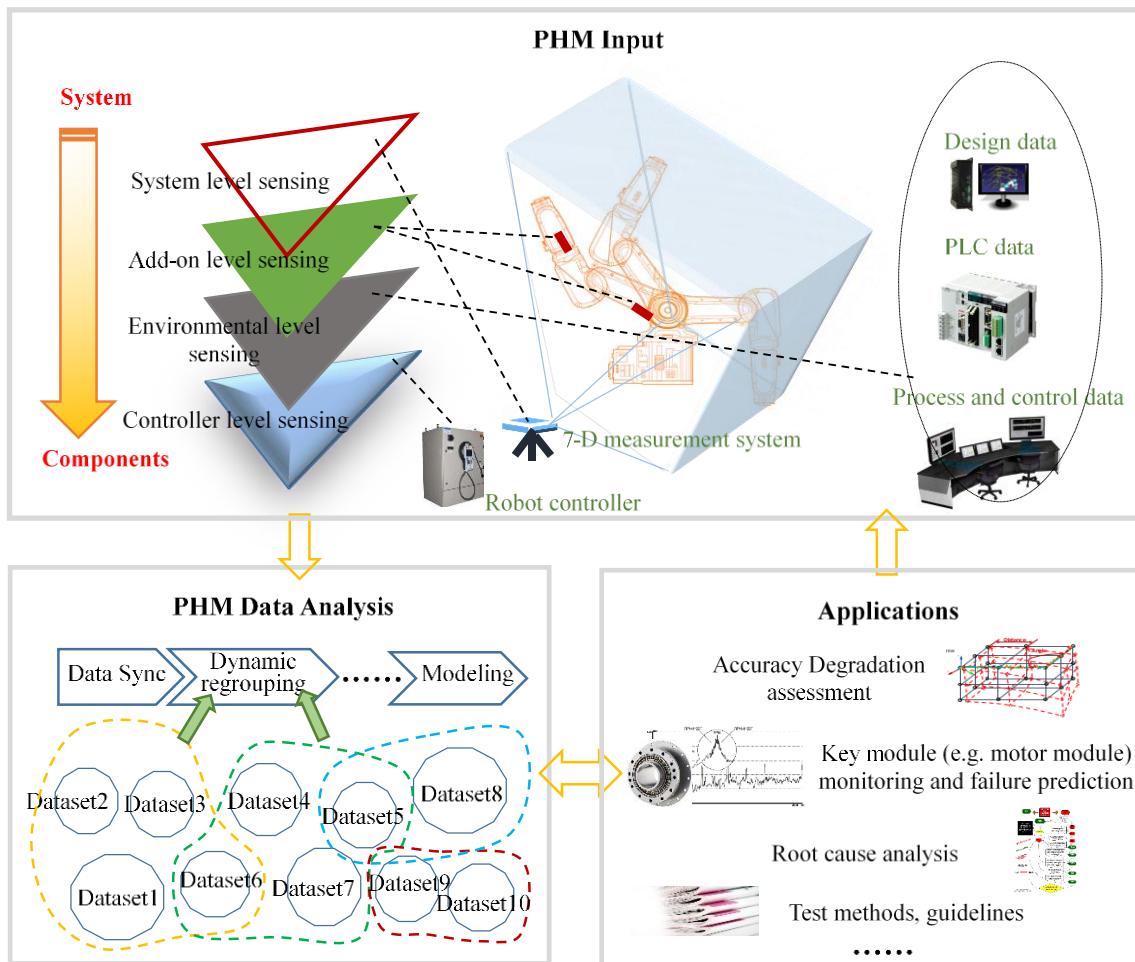 PHM Input
System
System level sensing
Add-on level sensing
Environmental level
sensing
Controller level sensing
Components
Robot controller
7-D measurement system
Design data
PLC data
Process and control data
PHM Data Analysis
Data Sync
Dynamic
regrouping
......
Modeling
Dataset2
Dataset3
Dataset4
Dataset5
Dataset8
Dataset1
Dataset6
Dataset7
Dataset9
Dataset10
Applications
Accuracy Degradation
assessment
Distance
Key module (e.g. motor module)
monitoring and failure prediction
Root cause analysis
Test methods, guidelines
......